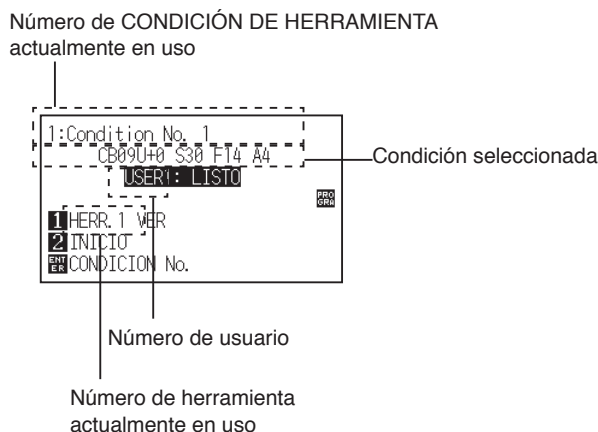 Número de CONDICIÓN DE HERRAMIENTA
actualmente en uso
1:Condition No. 1
CB09U+0 S30 F14 A4
Condición seleccionada
USER1: LISTO
PRO
GRA
1 HERR.1 VER
2 INICIO
ENT
ER CONDICION No.
Número de usuario
Número de herramienta
actualmente en uso